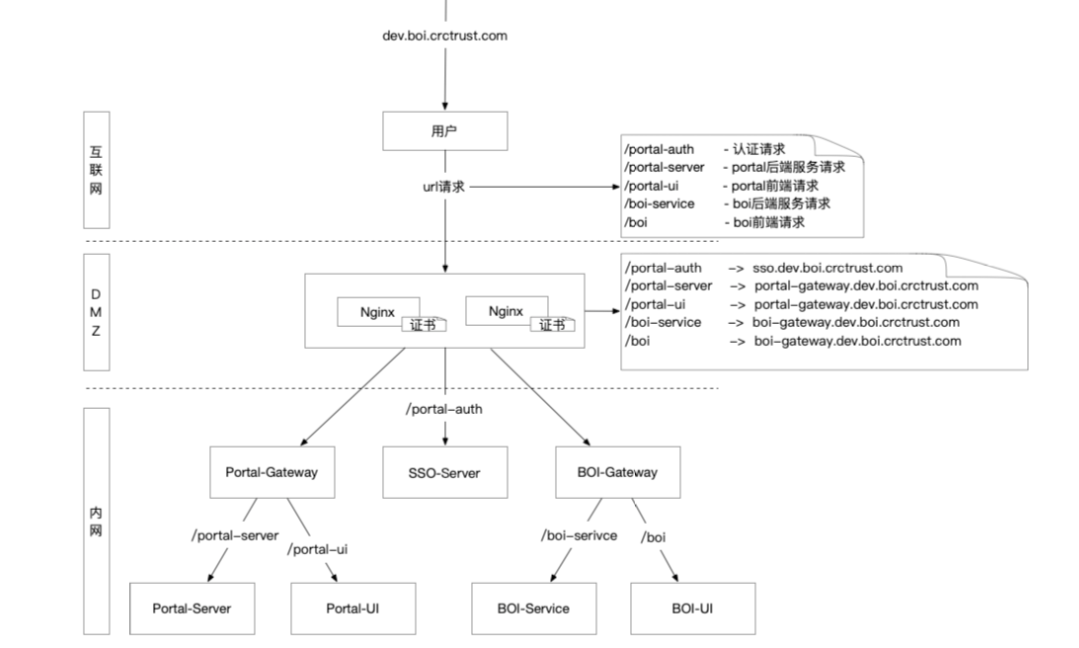 dev.boi.crctrust.com
用户
互
联
网
url请求
/portal-auth - 认证请求
/portal-server - portal后端服务请求
/portal-ui - portal前端请求
/boi-service - boi后端服务请求
/boi - boi前端请求
D
M
Z
Nginx
证书
Nginx
证书
/portal-auth -> sso.dev.boi.crctrust.com
/portal-server -> portal-gateway.dev.boi.crctrust.com
/portal-ui -> portal-gateway.dev.boi.crctrust.com
/boi-service -> boi-gateway.dev.boi.crctrust.com
/boi -> boi-gateway.dev.boi.crctrust.com
/portal-auth
内
网
Portal-Gateway
SSO-Server
BOI-Gateway
/portal-server
/portal-ui
/boi-serivce
/boi
Portal-Server
Portal-UI
BOI-Service
BOI-UI